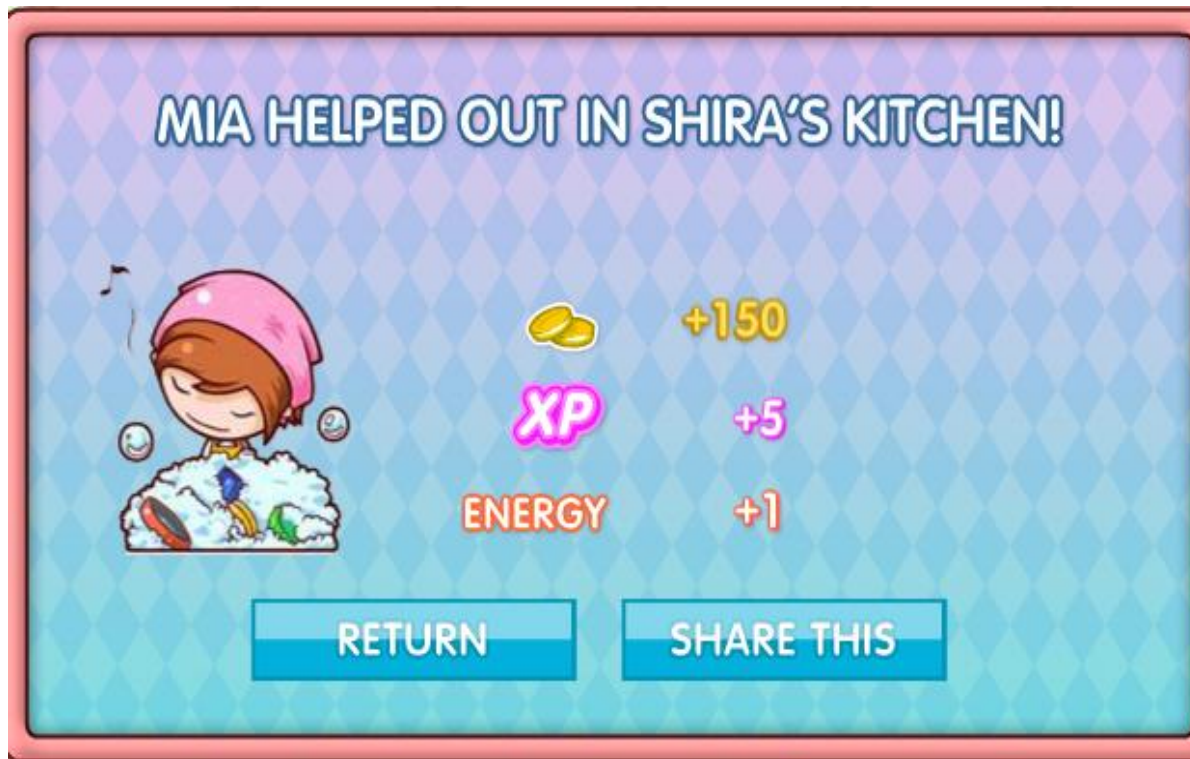 MIA HELPED OUT IN SHIRA'S KITCHEN!
+150
XP +5
ENERGY +1
RETURN SHARE THIS